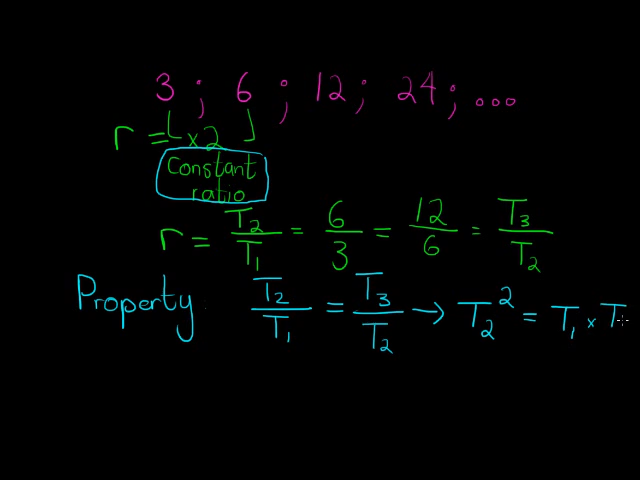 3 ; 6 ; 12 ; 24 ; ...
r = x2
Constant
ratio
r = T₂/T₁ = 6/3 = 12/6 = T₃/T₂
Property T₂/T₁ = T₃/T₂ → T₂² = T₁ × T